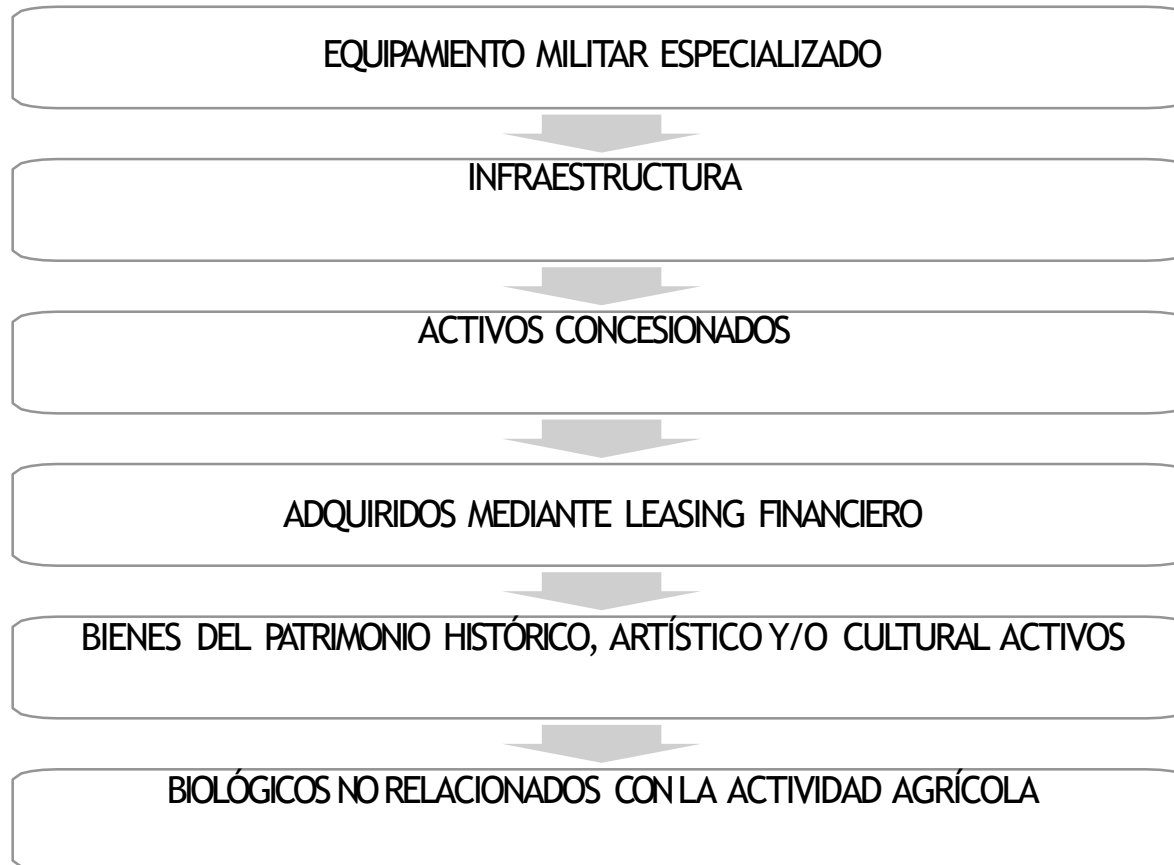 EQUIPAMIENTO MILITAR ESPECIALIZADO
INFRAESTRUCTURA
ACTIVOS CONCESIONADOS
ADQUIRIDOS MEDIANTE LEASING FINANCIERO
BIENES DEL PATRIMONIO HISTÓRICO, ARTÍSTICO Y/O CULTURAL ACTIVOS
BIOLÓGICOS NO RELACIONADOS CON LA ACTIVIDAD AGRÍCOLA